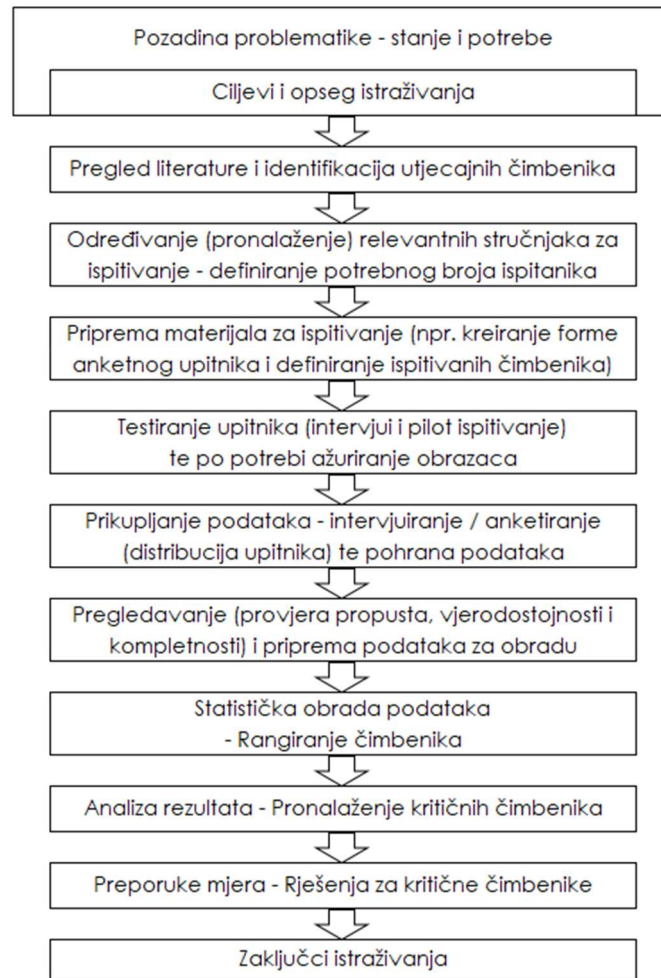 Pozadina problematike - stanje i potrebe
Ciljevi i opseg istraživanja
Pregled literature i identifikacija utjecajnih čimbenika
Određivanje (pronalaženje) relevantnih stručnjaka za
ispitivanje - definiranje potrebnog broja ispitanika
Priprema materijala za ispitivanje (npr. kreiranje forme
anketnog upitnika i definiranje ispitivanih čimbenika)
Testiranje upitnika (intervjui i pilot ispitivanje)
te po potrebi ažuriranje obrazaca
Prikupljanje podataka - intervjuiranje / anketiranje
(distribucija upitnika) te pohrana podataka
Pregledavanje (provjera propusta, vjerodostojnosti i
kompletnosti) i priprema podataka za obradu
Statistička obrada podataka
- Rangiranje čimbenika
Analiza rezultata - Pronalaženje kritičnih čimbenika
Preporuke mjera - Rješenja za kritične čimbenike
Zaključci istraživanja